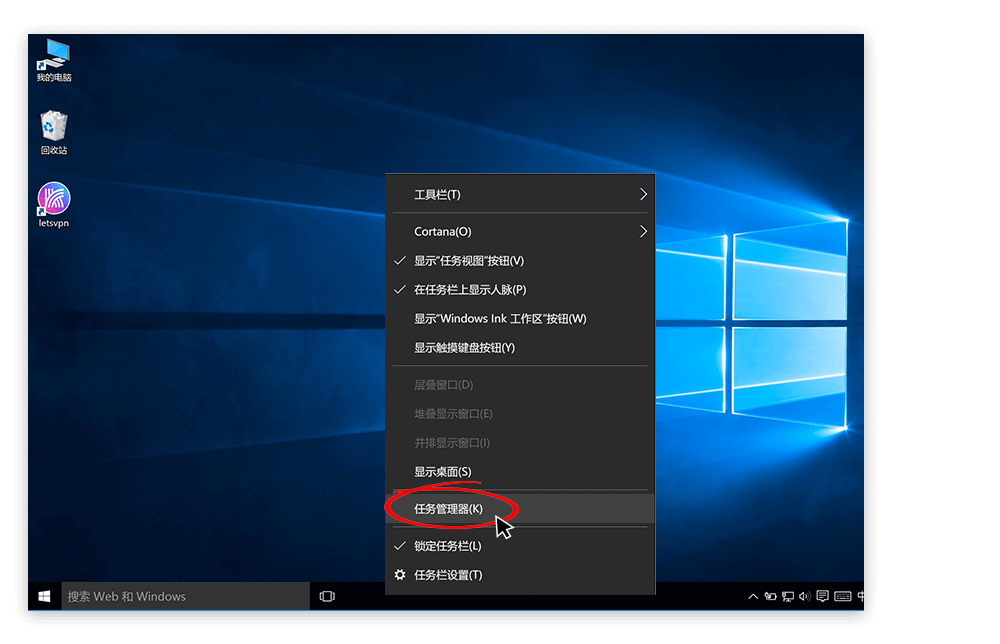 我的电脑
回收站
letsvpn
工具栏(T)
Cortana(O)
显示“任务视图”按钮(V)
在任务栏上显示人脉(P)
显示“Windows Ink 工作区”按钮(W)
显示触摸键盘按钮(Y)
层叠窗口(D)
堆叠显示窗口(E)
并排显示窗口(I)
显示桌面(S)
任务管理器(K)
锁定任务栏(L)
任务栏设置(T)
搜索 Web 和 Windows
中